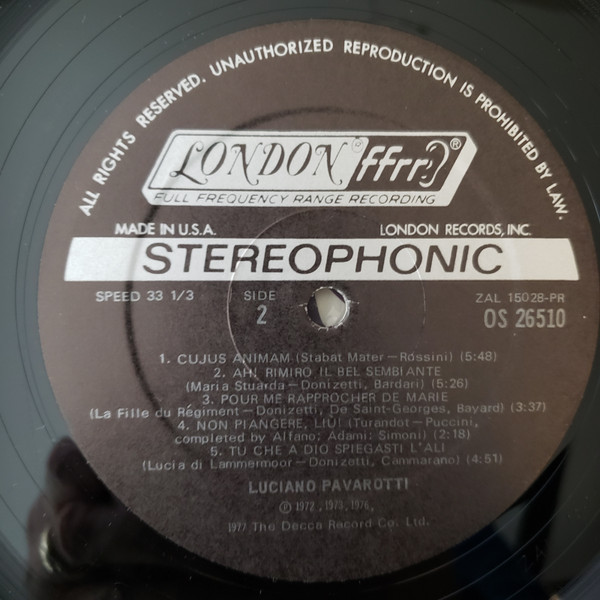 ALL RIGHTS RESERVED. UNAUTHORIZED REPRODUCTION IS PROHIBITED BY LAW.
LONDON ffrr ®
FULL FREQUENCY RANGE RECORDING
MADE IN U.S.A. LONDON RECORDS, INC.
STEREOPHONIC
SPEED 33 1/3 SIDE 2 ZAL 15028-PR
OS 26510
1. CUJUS ANIMAM (Stabat Mater – Rossini) (5:48)
2. AH! RIMIRO IL BEL SEMBIANTE
(Maria Stuarda – Donizetti, Bardari) (5:26)
3. POUR ME RAPPROCHER DE MARIE
(La Fille du Régiment – Donizetti, De Saint-Georges, Bayard) (3:37)
4. NON PIANGERE, LIU! (Turandot – Puccini,
completed by Alfano: Adami: Simoni) (2:18)
5. TU CHE A DIO SPIEGASTI L'ALI
(Lucia di Lammermoor – Donizetti, Cammarano) (4:51)
LUCIANO PAVAROTTI
℗ 1972, 1975, 1976,
1977 The Decca Record Co. Ltd.